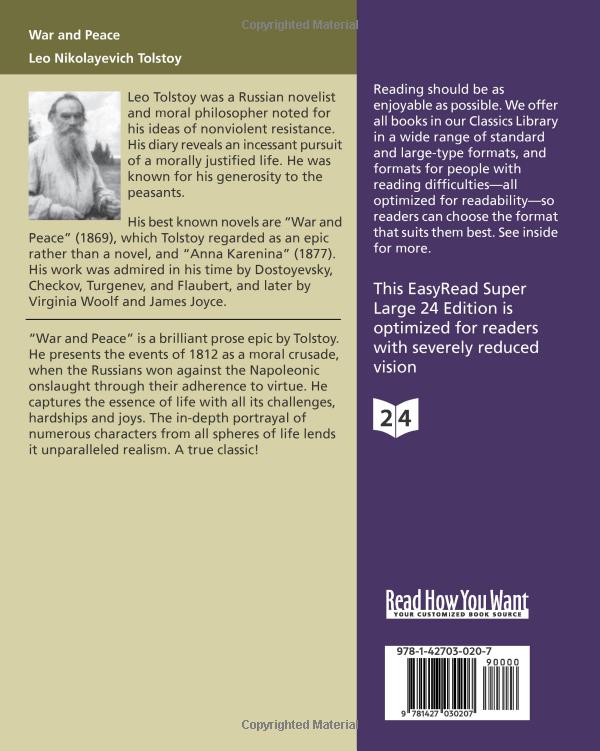 Copyrighted Material
War and Peace
Leo Nikolayevich Tolstoy
Leo Tolstoy was a Russian novelist
and moral philosopher noted for
his ideas of nonviolent resistance.
His diary reveals an incessant pursuit
of a morally justified life. He was
known for his generosity to the
peasants.
His best known novels are “War and
Peace” (1869), which Tolstoy regarded as an epic
rather than a novel, and “Anna Karenina” (1877).
His work was admired in his time by Dostoyevsky,
Checkov, Turgenev, and Flaubert, and later by
Virginia Woolf and James Joyce.
“War and Peace” is a brilliant prose epic by Tolstoy.
He presents the events of 1812 as a moral crusade,
when the Russians won against the Napoleonic
onslaught through their adherence to virtue. He
captures the essence of life with all its challenges,
hardships and joys. The in-depth portrayal of
numerous characters from all spheres of life lends
it unparalleled realism. A true classic!
Reading should be as
enjoyable as possible. We offer
all books in our Classics Library
in a wide range of standard
and large-type formats, and
formats for people with
reading difficulties—all
optimized for readability—so
readers can choose the format
that suits them best. See inside
for more.
This EasyRead Super
Large 24 Edition is
optimized for readers
with severely reduced
vision
24
Read How You Want
YOUR CUSTOMIZED BOOK SOURCE
978-1-42703-020-7
90000
9 781427 030207
Copyrighted Material